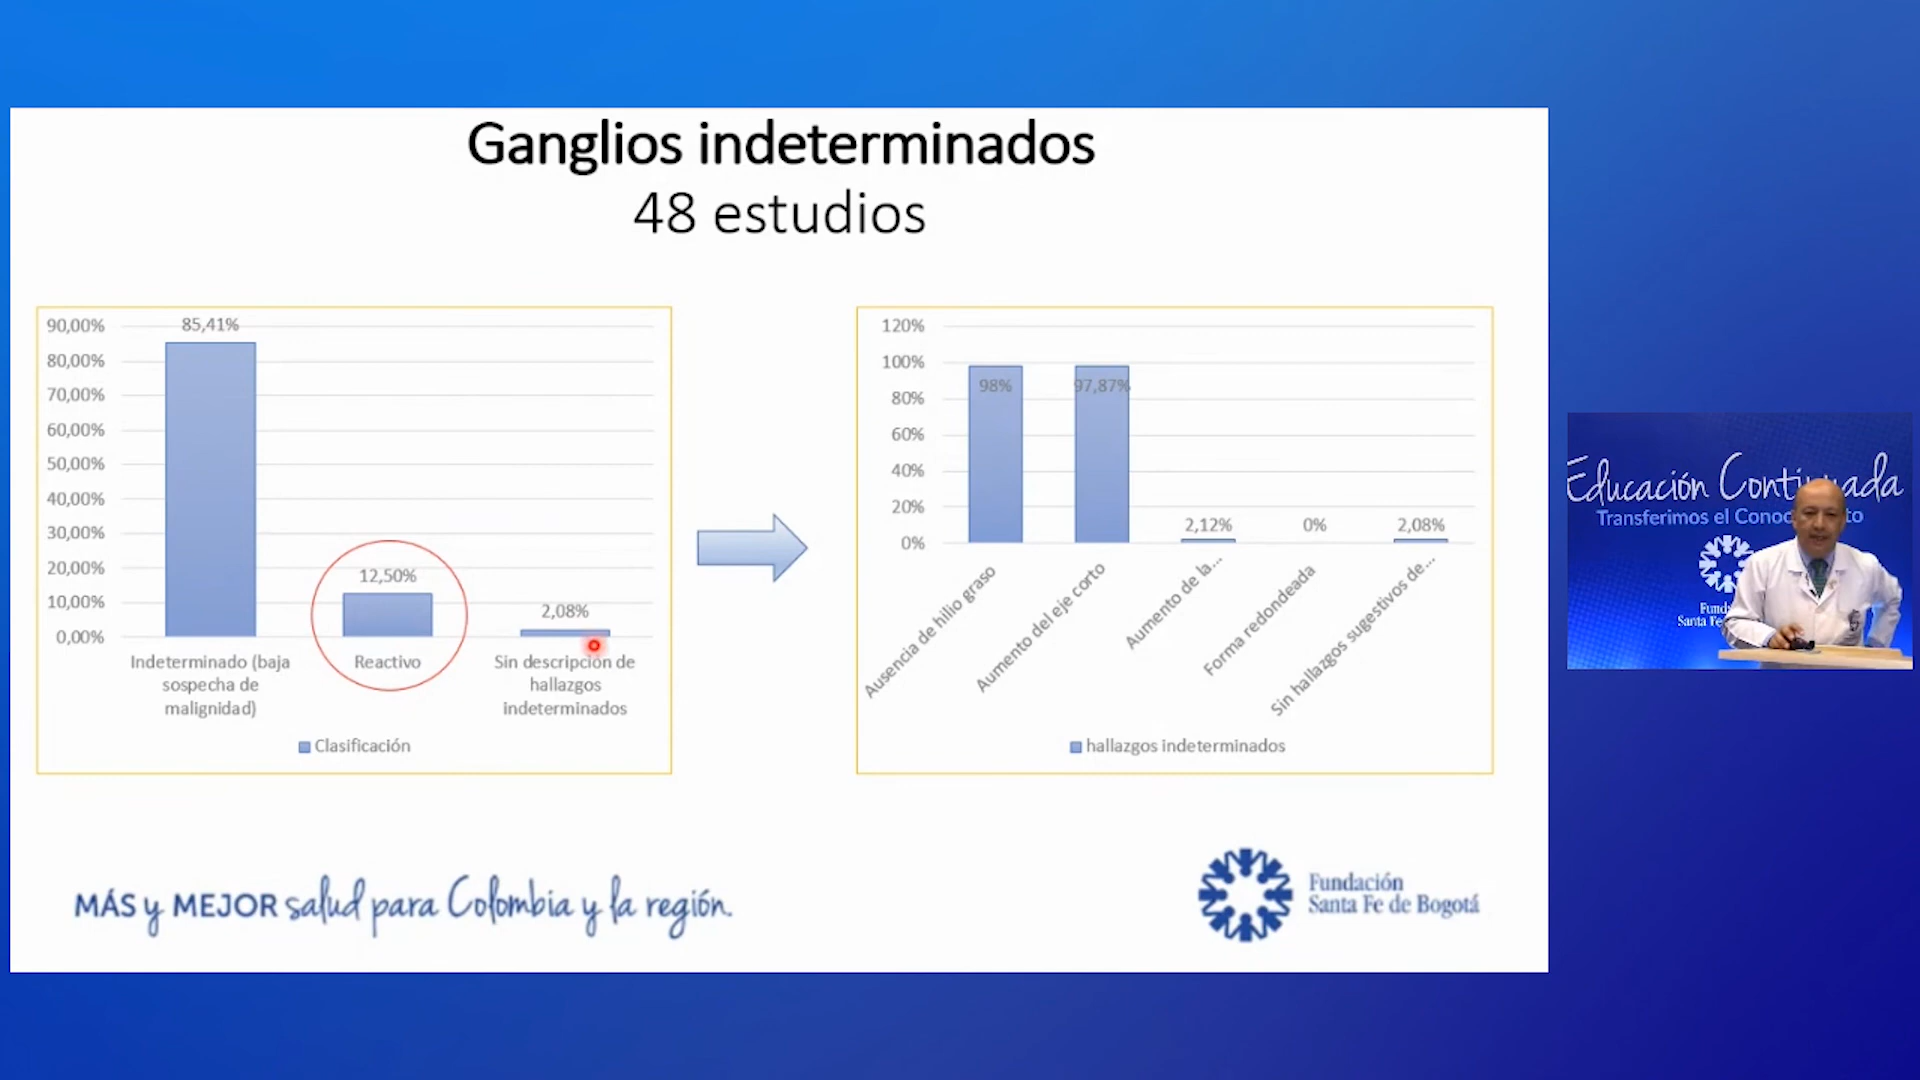 Ganglios indeterminados
48 estudios
90,00%
80,00%
70,00%
60,00%
50,00%
40,00%
30,00%
20,00%
10,00%
0,00%
85,41%
12,50%
2,08%
Indeterminado (baja
sospecha de
malignidad)
Reactivo
Sin descripción de
hallazgos
indeterminados
Clasificación
120%
100%
80%
60%
40%
20%
0%
98%
97,87%
2,12%
0%
2,08%
Ausencia de hilio graso
Aumento del eje corto
Aumento de la...
Forma redondeada
Sin hallazgos sugestivos de...
hallazgos indeterminados
MÁS y MEJOR salud para Colombia y la región.
Fundación
Santa Fe de Bogotá
Educación Continuada
Transferimos el
Santa Fe